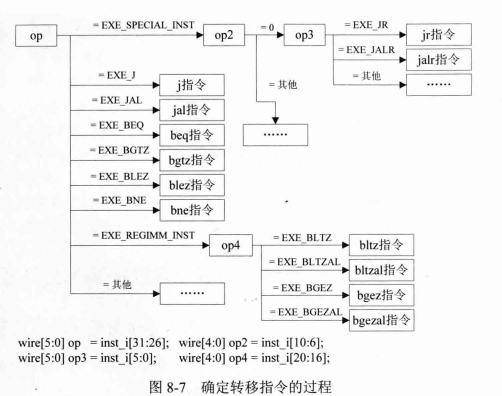 op
= EXE_SPECIAL_INST
op2
= 0
op3
= EXE_JR
jr指令
= EXE_JALR
jalr指令
= 其他
……
= 其他
……
= EXE_J
j指令
= EXE_JAL
jal指令
= EXE_BEQ
beq指令
= EXE_BGTZ
bgtz指令
= EXE_BLEZ
blez指令
= EXE_BNE
bne指令
= EXE_REGIMM_INST
op4
= EXE_BLTZ
bltz指令
= EXE_BLTZAL
bltzal指令
= EXE_BGEZ
bgez指令
= EXE_BGEZAL
bgezal指令
= 其他
……
wire[5:0] op = inst_i[31:26]; wire[4:0] op2 = inst_i[10:6];
wire[5:0] op3 = inst_i[5:0]; wire[4:0] op4 = inst_i[20:16];
图 8-7 确定转移指令的过程